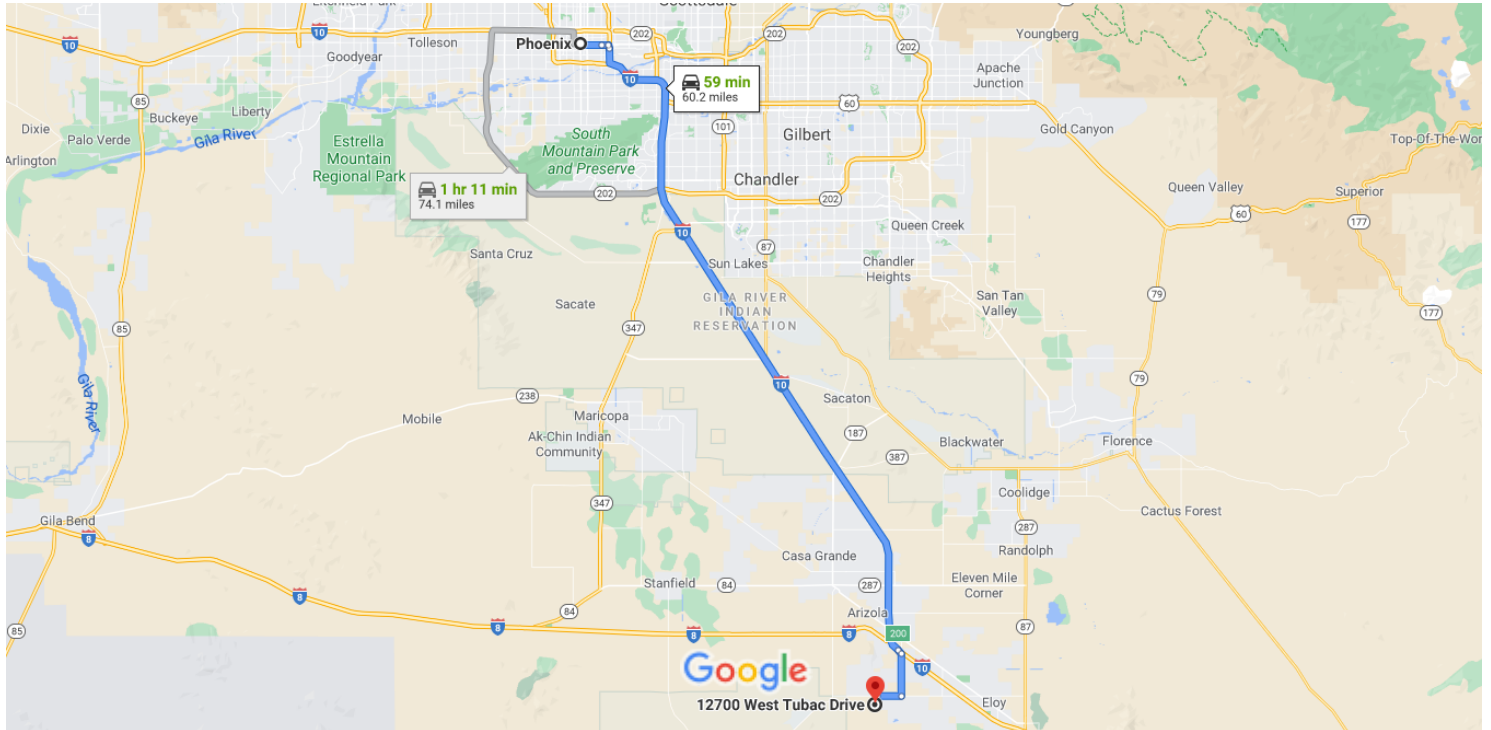 Scottsdale
10
10
Tolleson
Phoenix
202
202
202
Youngberg
Goodyear
10
59 min
60.2 miles
Apache
Junction
85
Buckeye
Liberty
60
Dixie
Palo Verde
Gila River
Arlington
Estrella
Mountain
Regional Park
South
Mountain Park
and Preserve
101
Gilbert
Gold Canyon
Top-Of-The-Wor
1 hr 11 min
74.1 miles
202
Chandler
202
Queen Valley
Superior
60
177
10
87
Queen Creek
Santa Cruz
Sun Lakes
Chandler
Heights
Sacate
GILA RIVER
INDIAN
RESERVATION
San Tan
Valley
79
177
85
347
Gila River
10
79
238
Mobile
Maricopa
Sacaton
Ak-Chin Indian
Community
187
387
Blackwater
Florence
Gila Bend
8
347
Coolidge
Cactus Forest
287
Randolph
Casa Grande
Stanfield
84
287
Eleven Mile
Corner
8
84
Arizola
85
8
8
8
200
87
Google
10
12700 West Tubac Drive
Eloy